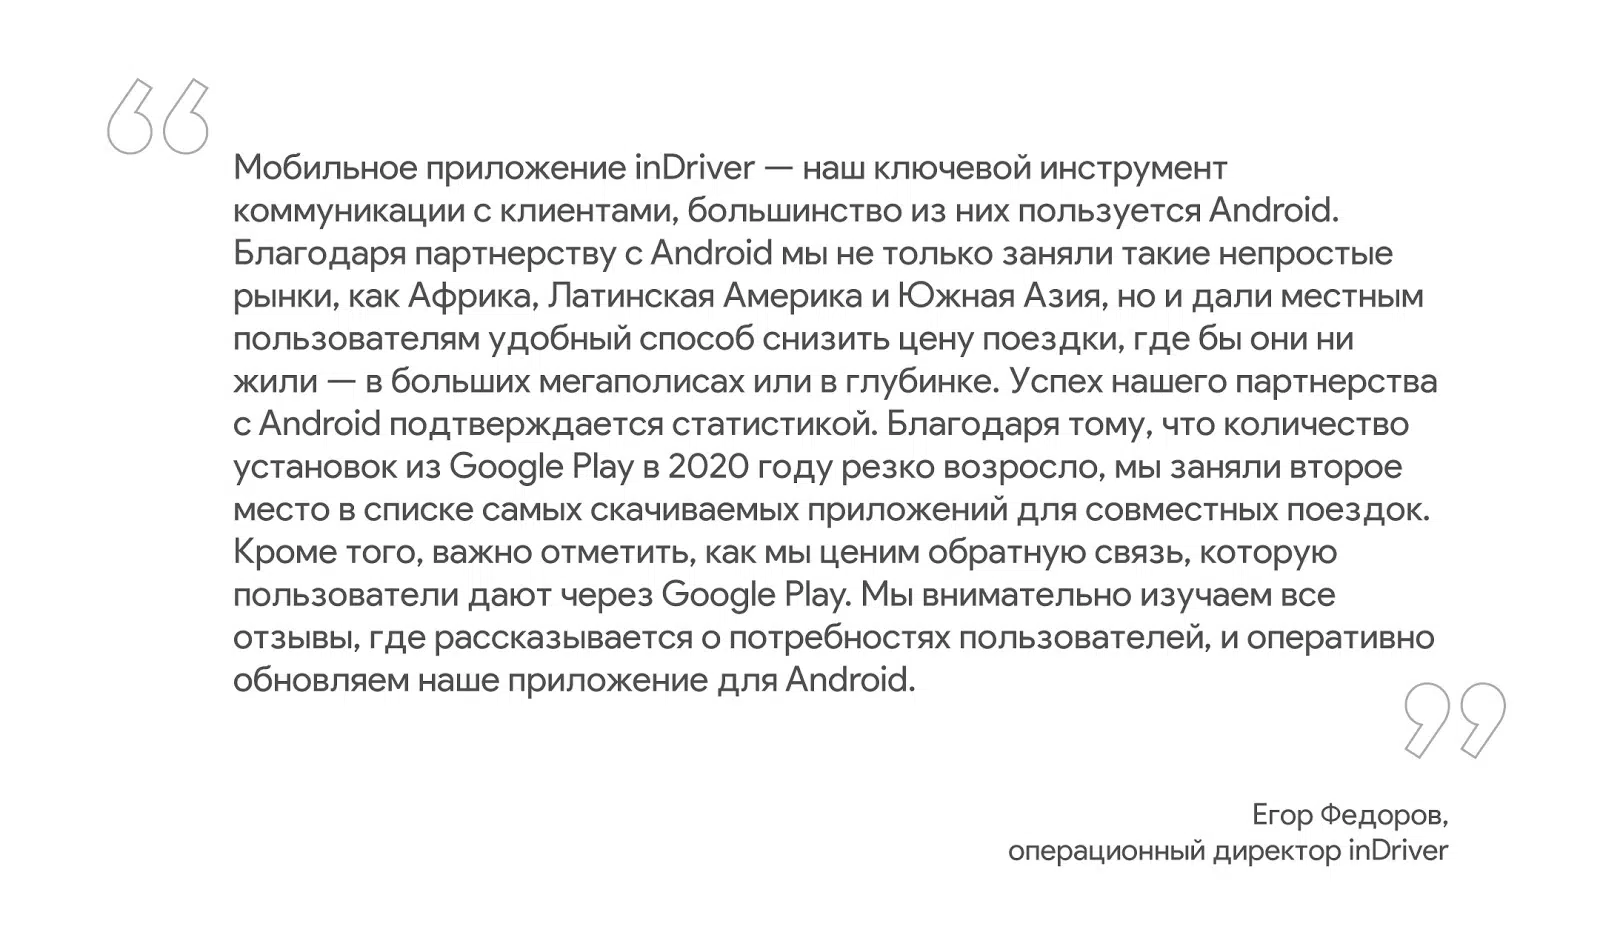 “
Мобильное приложение inDriver — наш ключевой инструмент
коммуникации с клиентами, большинство из них пользуется Android.
Благодаря партнерству с Android мы не только заняли такие непростые
рынки, как Африка, Латинская Америка и Южная Азия, но и дали местным
пользователям удобный способ снизить цену поездки, где бы они ни
жили — в больших мегаполисах или в глубинке. Успех нашего партнерства
с Android подтверждается статистикой. Благодаря тому, что количество
установок из Google Play в 2020 году резко возросло, мы заняли второе
место в списке самых скачиваемых приложений для совместных поездок.
Кроме того, важно отметить, как мы ценим обратную связь, которую
пользователи дают через Google Play. Мы внимательно изучаем все
отзывы, где рассказывается о потребностях пользователей, и оперативно
обновляем наше приложение для Android.
”
Егор Федоров,
операционный директор inDriver